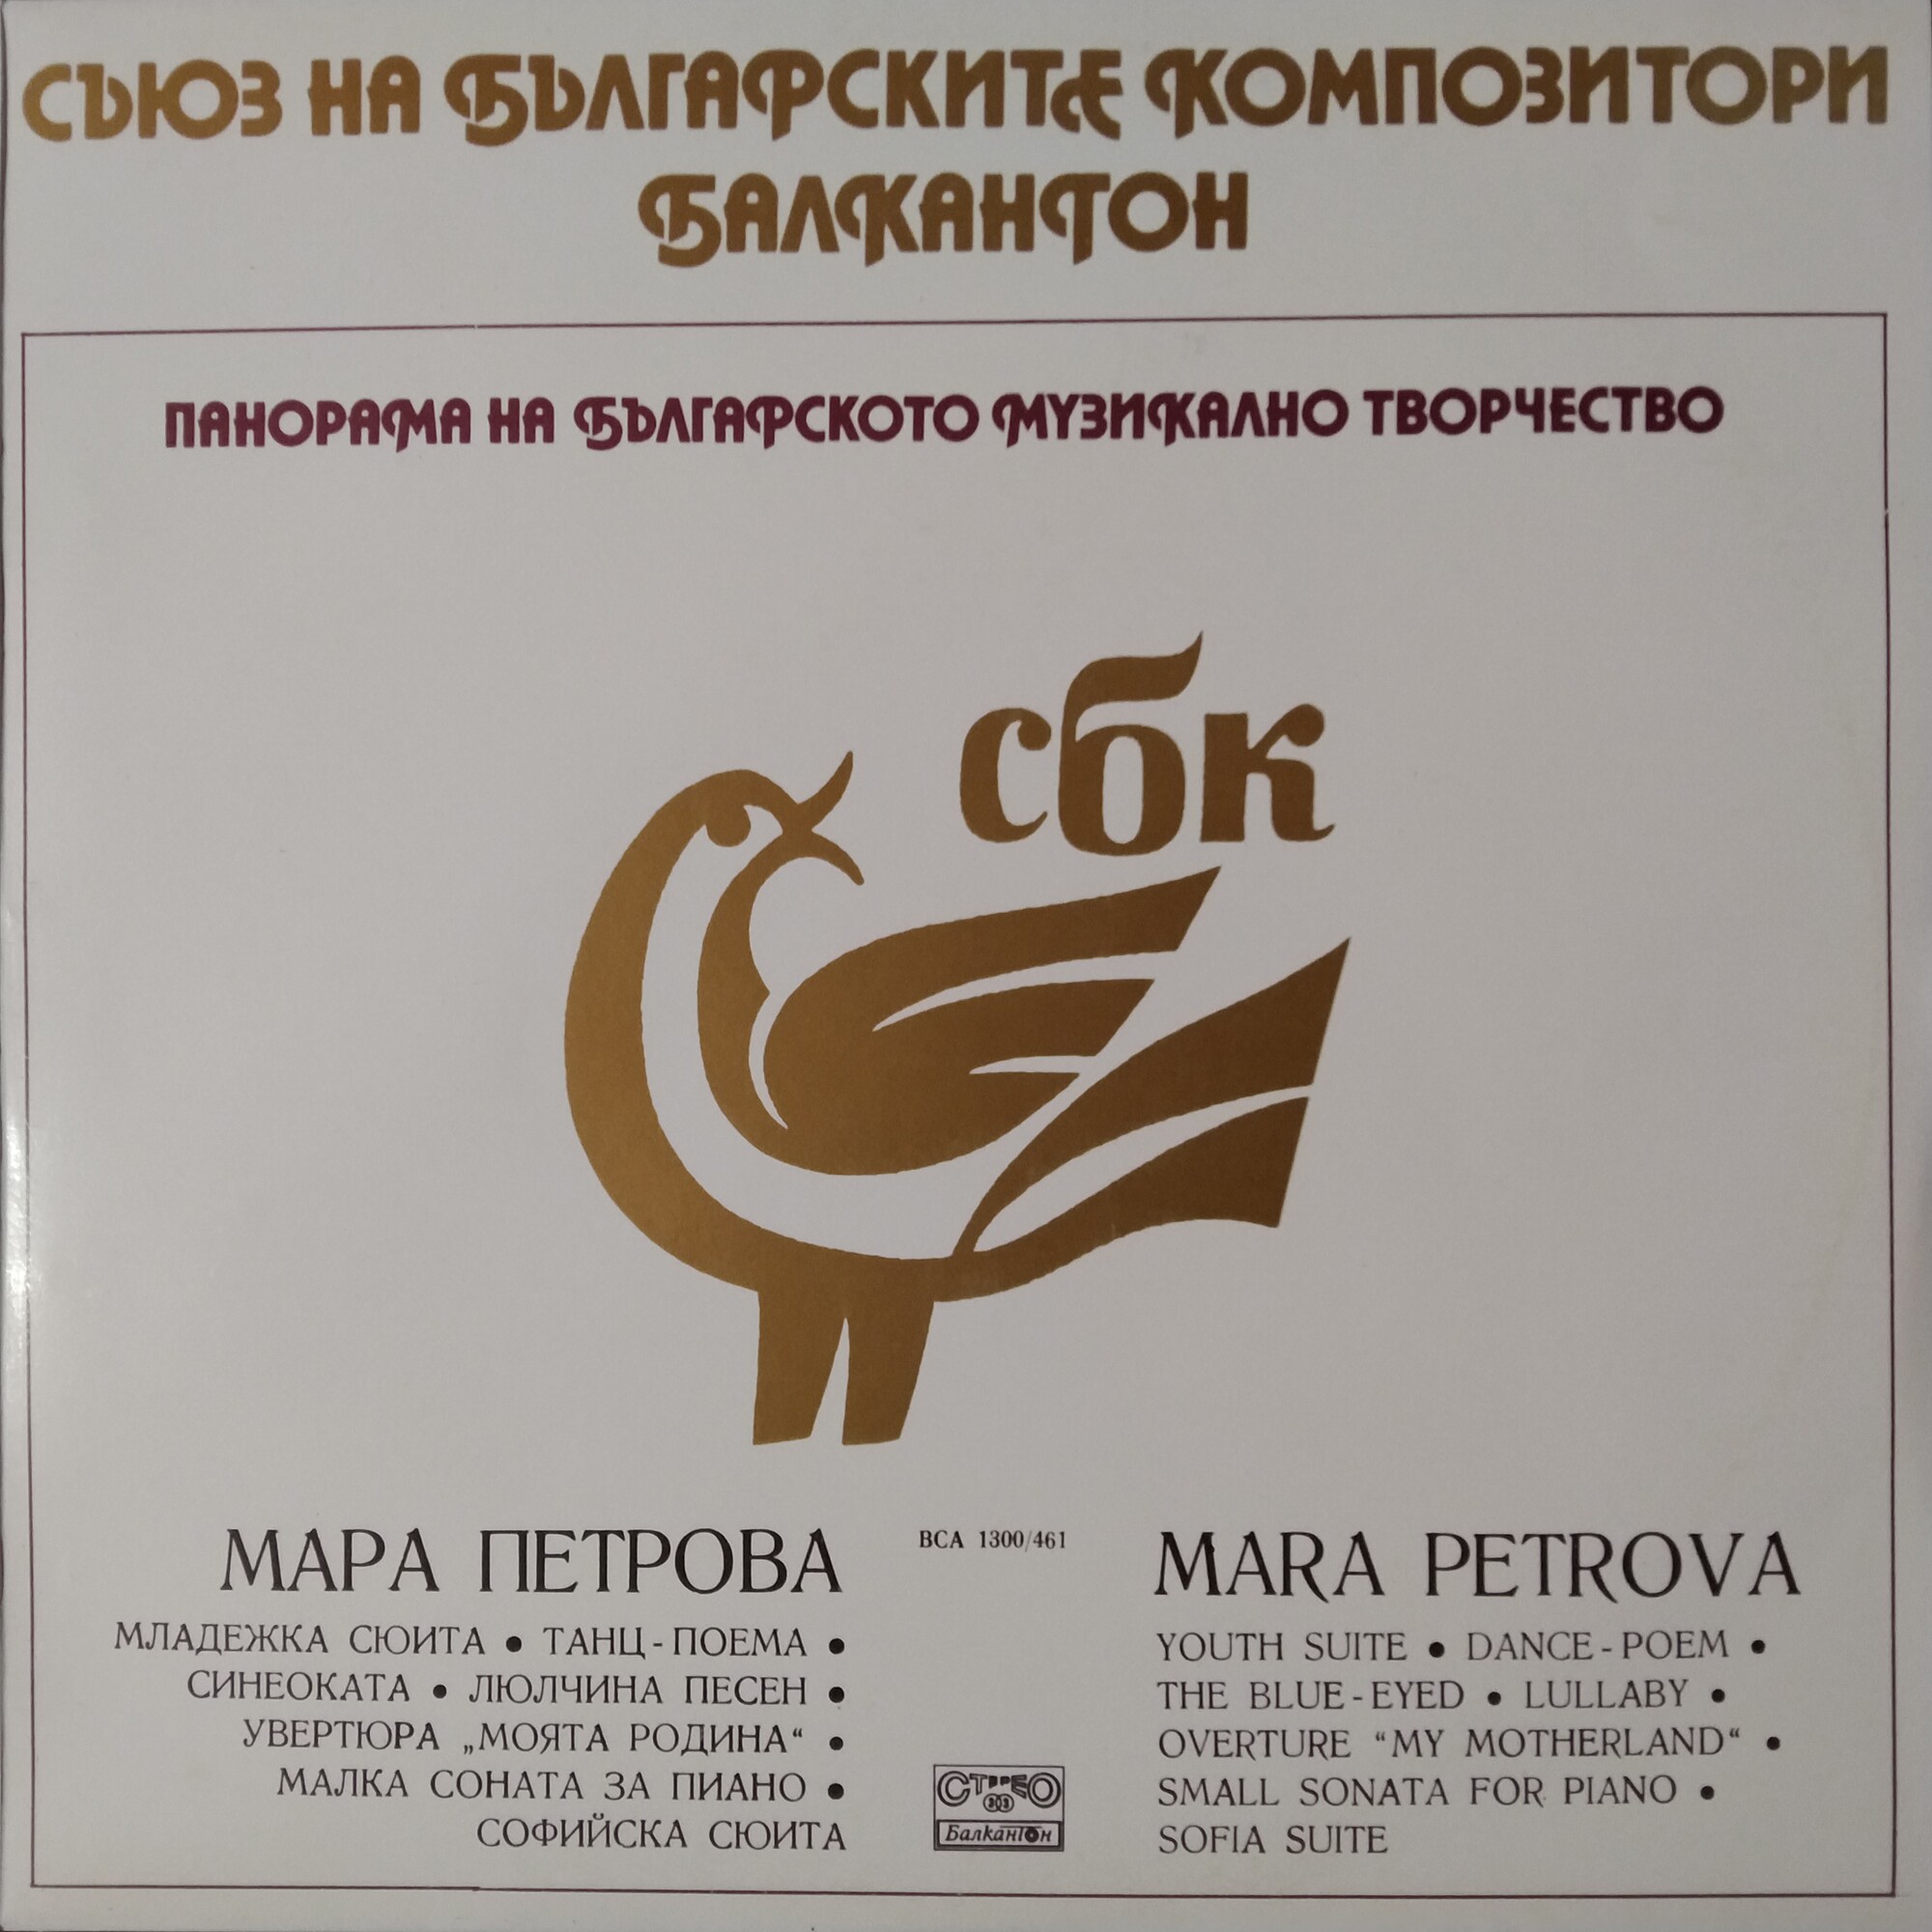 СЪЮЗ НА БЪЛГАРСКИТЕ КОМПОЗИТОРИ
БАЛКАНТОН
ПАНОРАМА НА БЪЛГАРСКОТО МУЗИКАЛНО ТВОРЧЕСТВО
сбк
МАРА ПЕТРОВА
МЛАДЕЖКА СЮИТА • ТАНЦ-ПОЕМА •
СИНЕОКАТА • ЛЮЛЧИНА ПЕСЕН •
УВЕРТЮРА „МОЯТА РОДИНА“ •
МАЛКА СОНАТА ЗА ПИАНО •
СОФИЙСКА СЮИТА
ВСА 1300/461
СТЕРЕО
33
Балкантон
MARA PETROVA
YOUTH SUITE • DANCE-POEM •
THE BLUE-EYED • LULLABY •
OVERTURE “MY MOTHERLAND“ •
SMALL SONATA FOR PIANO •
SOFIA SUITE